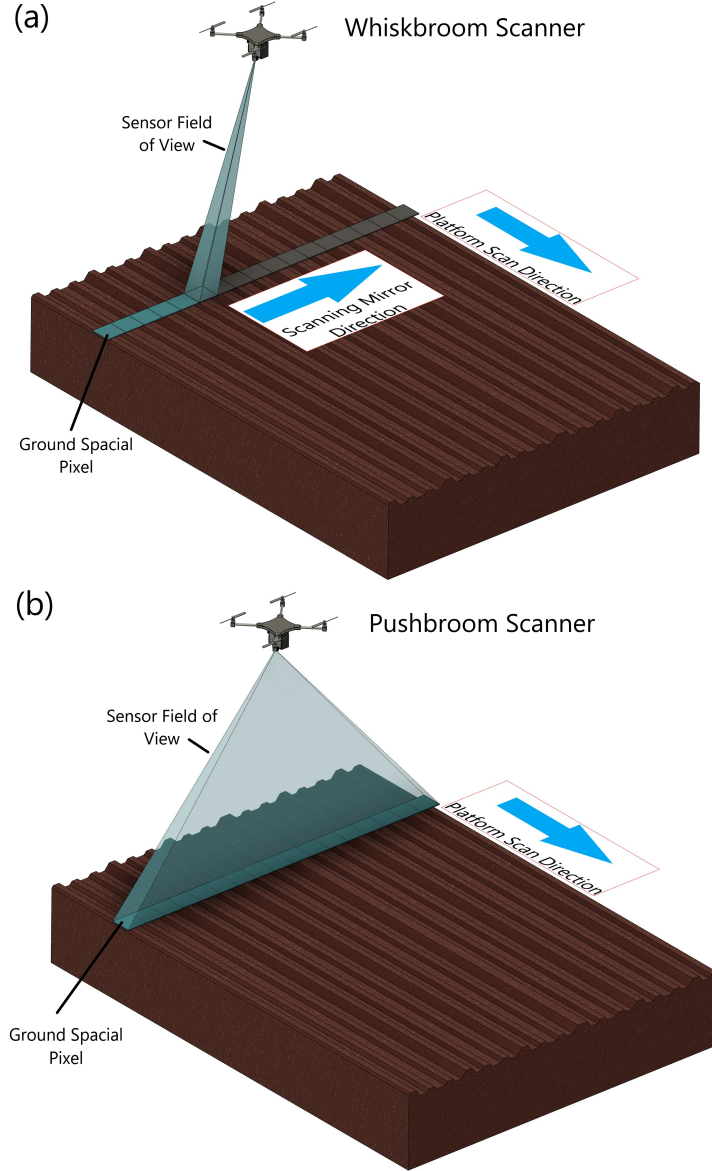 (a)
Whiskbroom Scanner
Sensor Field
of View
Platform Scan Direction
Scanning Mirror
Direction
Ground Spacial
Pixel
(b)
Pushbroom Scanner
Sensor Field of
View
Platform Scan Direction
Ground Spacial
Pixel